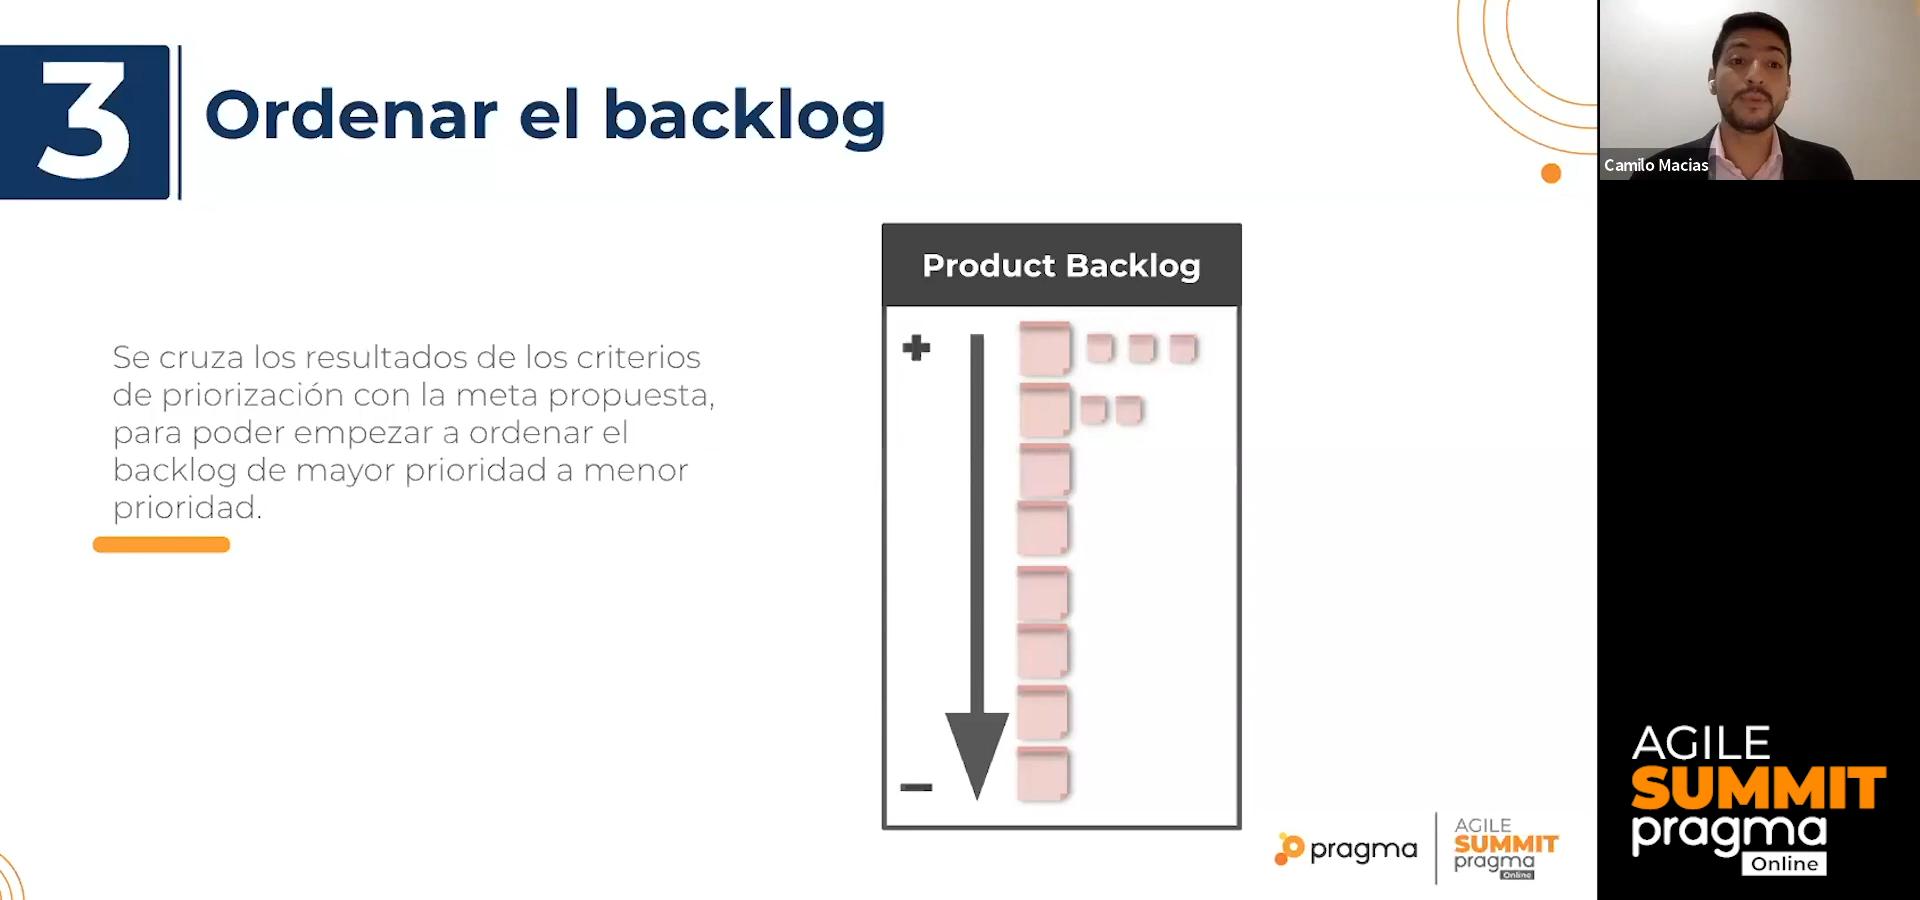 3
Ordenar el backlog
Se cruza los resultados de los criterios
de priorización con la meta propuesta,
para poder empezar a ordenar el
backlog de mayor prioridad a menor
prioridad.
Product Backlog
+
−
pragma
AGILE
SUMMIT
pragma
Online
Camilo Macias
AGILE
SUMMIT
pragma
Online